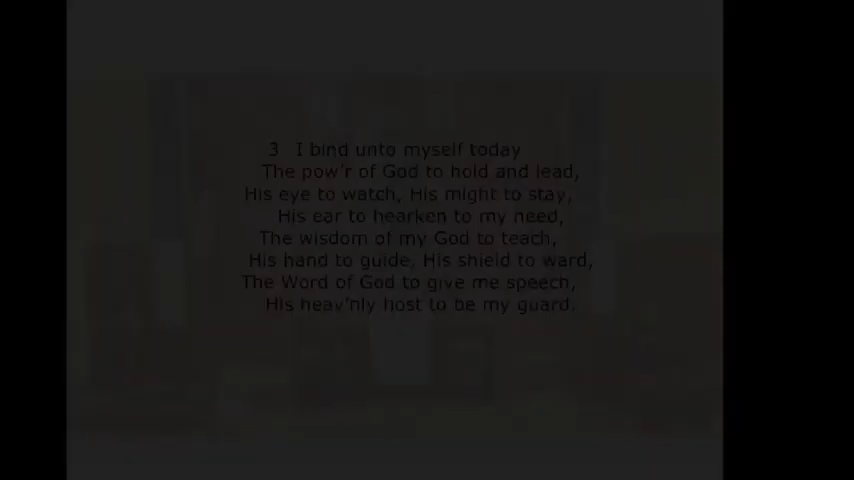 3 I bind unto myself today
The pow'r of God to hold and lead,
His eye to watch, His might to stay,
His ear to hearken to my need,
The wisdom of my God to teach,
His hand to guide, His shield to ward,
The Word of God to give me speech,
His heav'nly host to be my guard.